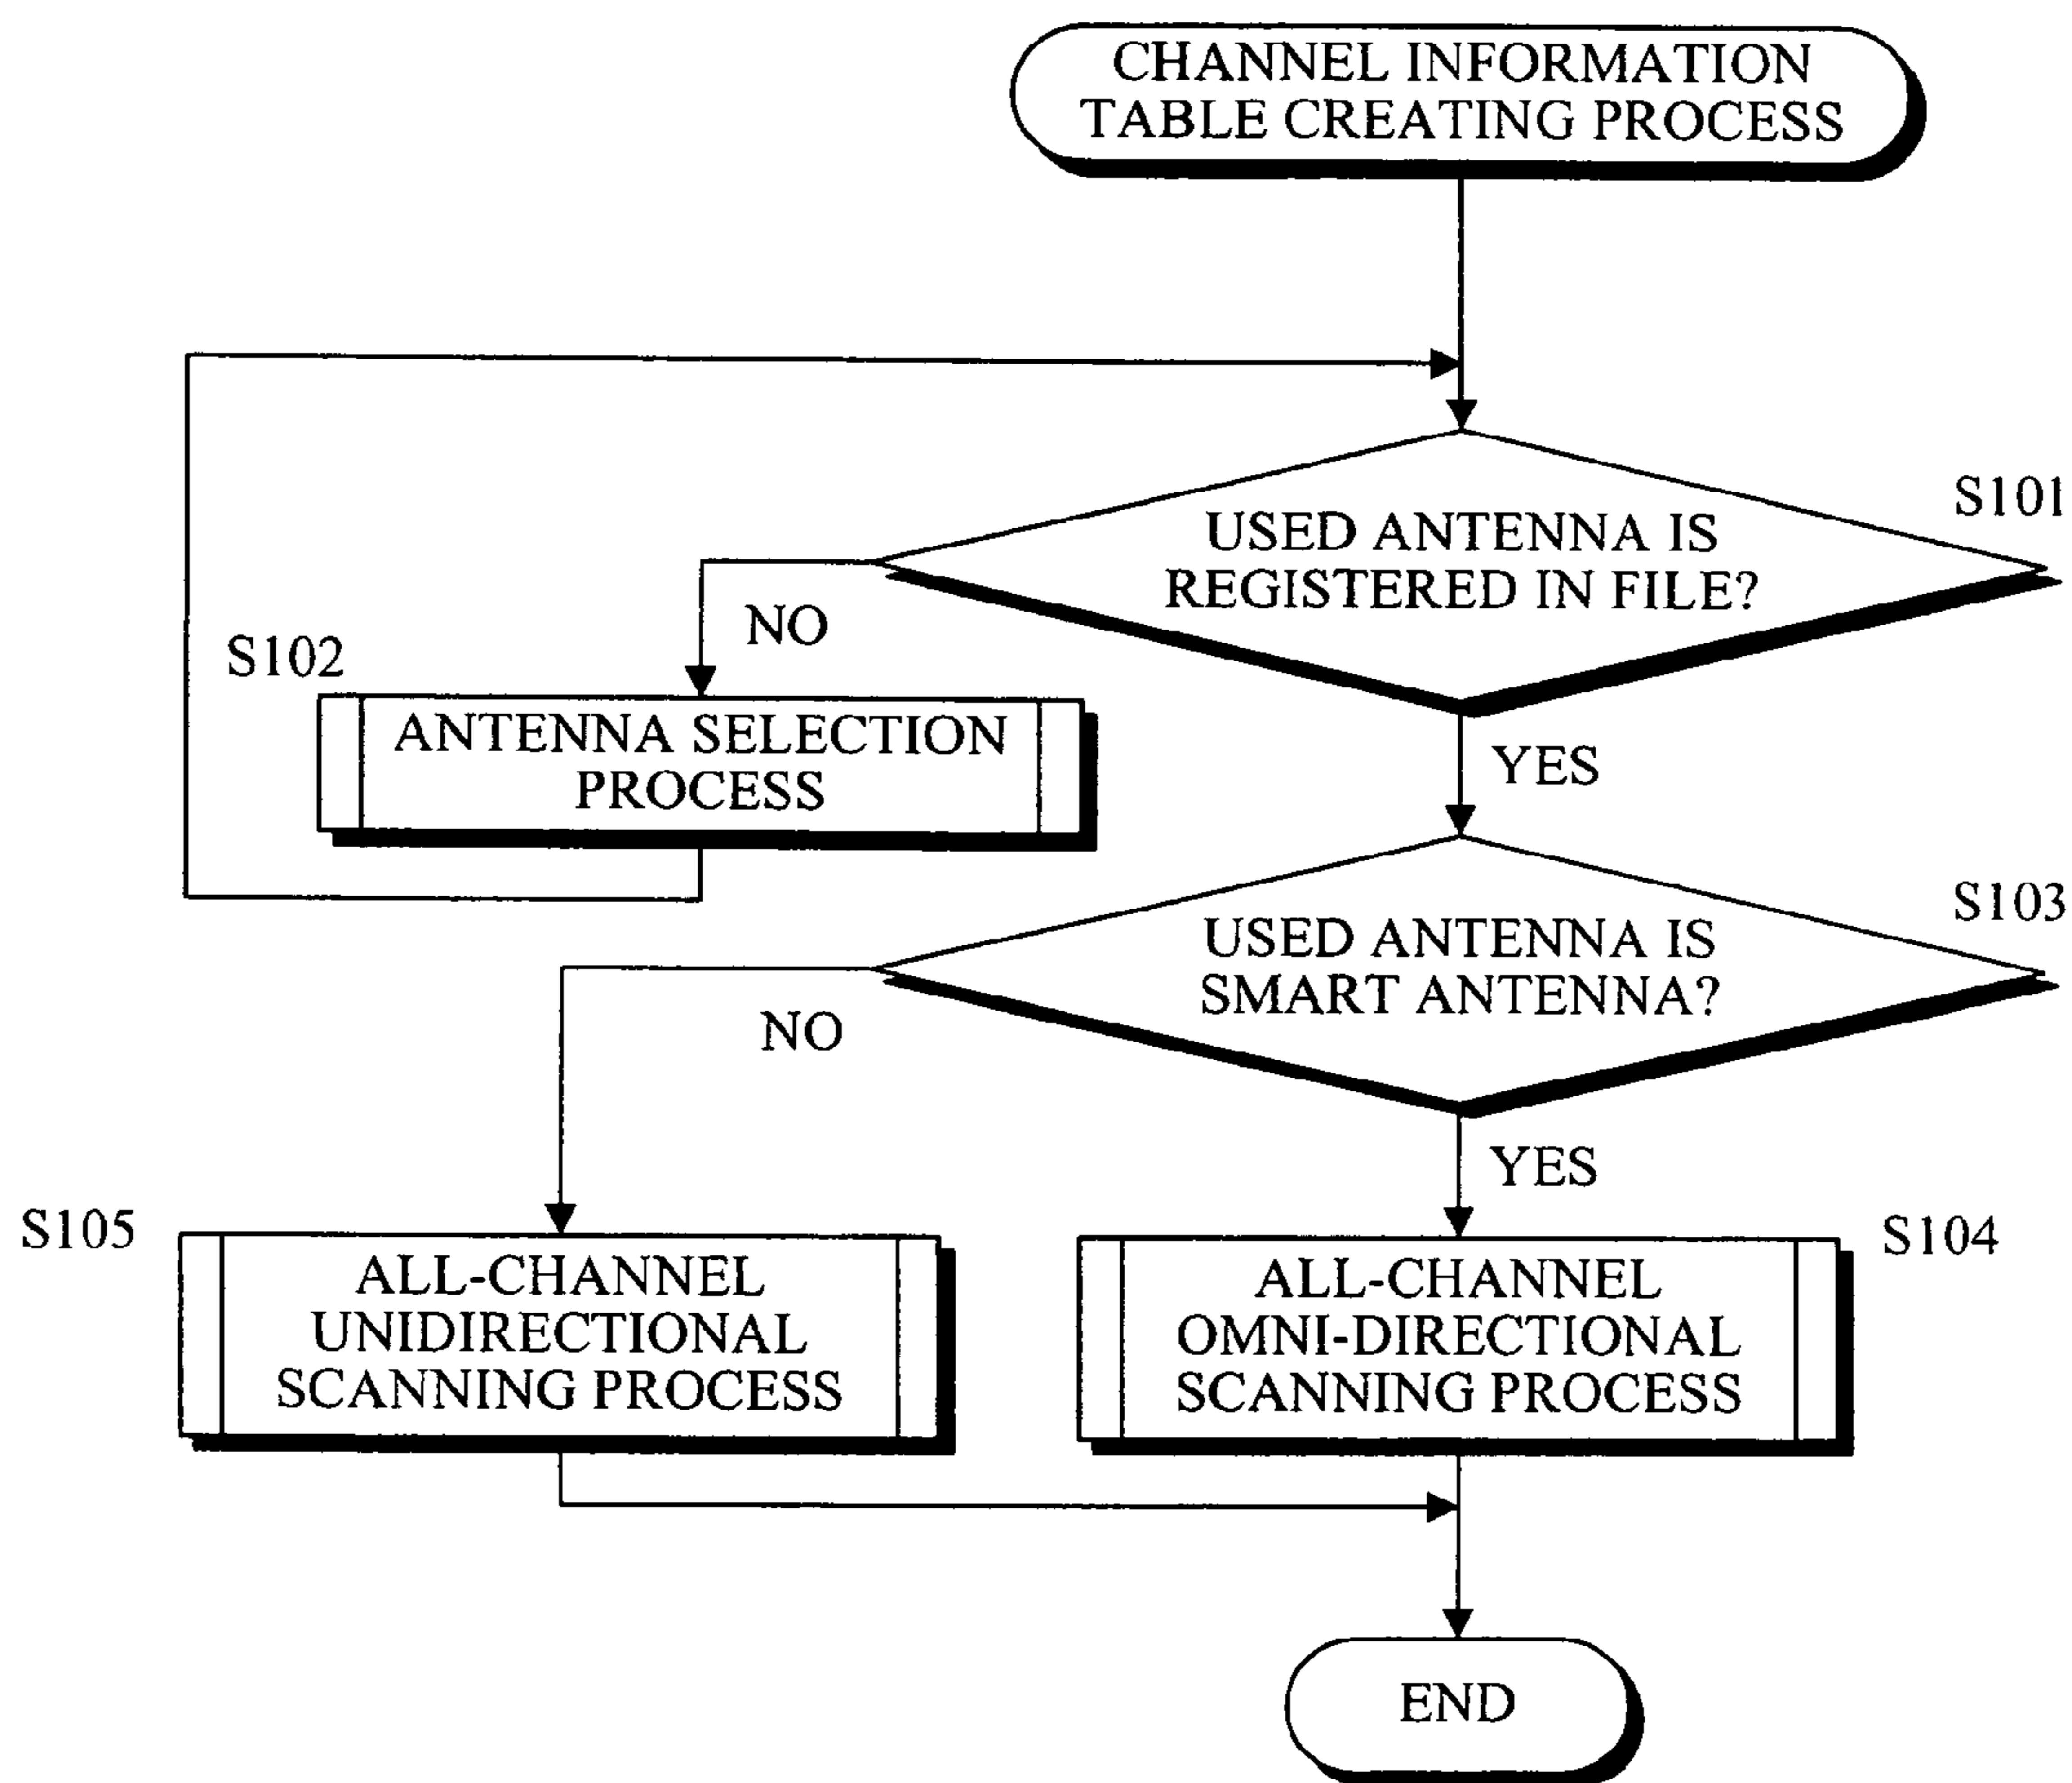 CHANNEL INFORMATION
TABLE CREATING PROCESS
S101
USED ANTENNA IS
REGISTERED IN FILE?
NO
S102
ANTENNA SELECTION
PROCESS
YES
S103
USED ANTENNA IS
SMART ANTENNA?
NO
YES
S105
ALL-CHANNEL
UNIDIRECTIONAL
SCANNING PROCESS
S104
ALL-CHANNEL
OMNI-DIRECTIONAL
SCANNING PROCESS
END